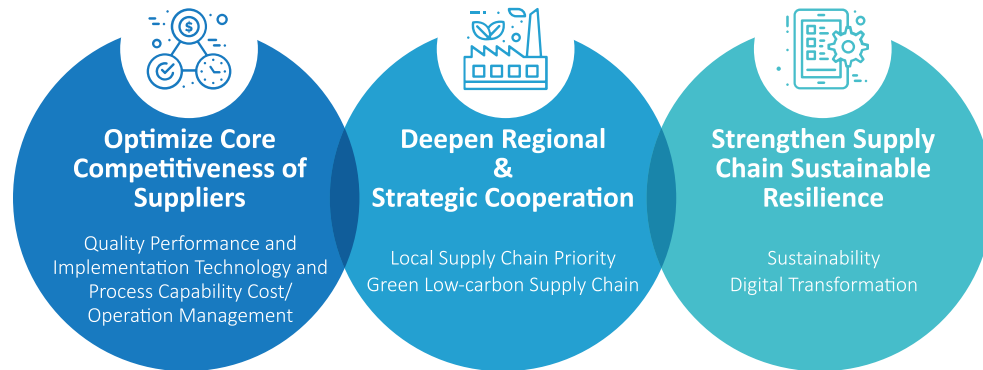 Optimize Core
Competitiveness of
Suppliers
Quality Performance and
Implementation Technology and
Process Capability Cost/
Operation Management
Deepen Regional
&
Strategic Cooperation
Local Supply Chain Priority
Green Low-carbon Supply Chain
Strengthen Supply
Chain Sustainable
Resilience
Sustainability
Digital Transformation